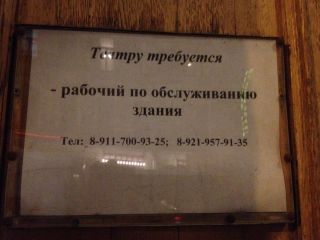 Театру требуется
- рабочий по обслуживанию
здания
Тел: 8-911-700-93-25; 8-921-957-91-35